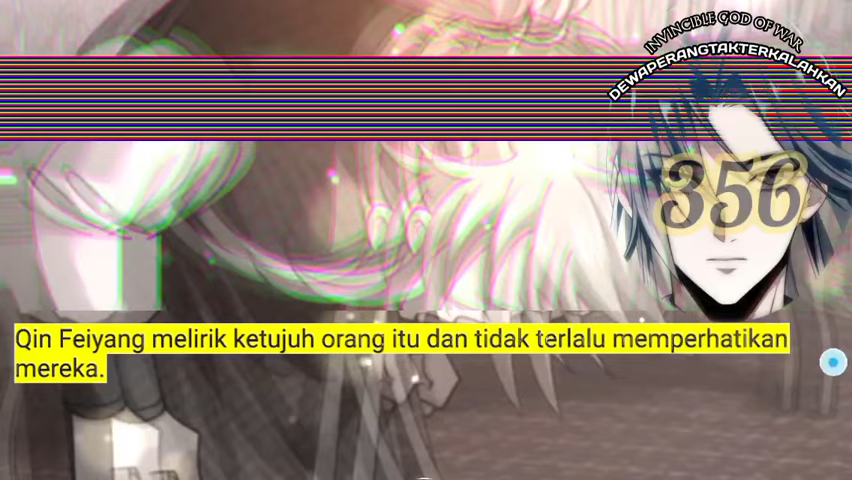 INVINCIBLE GOD OF WAR
DEWAPERANGTAKTERKALAHKAN
356
Qin Feiyang melirik ketujuh orang itu dan tidak terlalu memperhatikan
mereka.